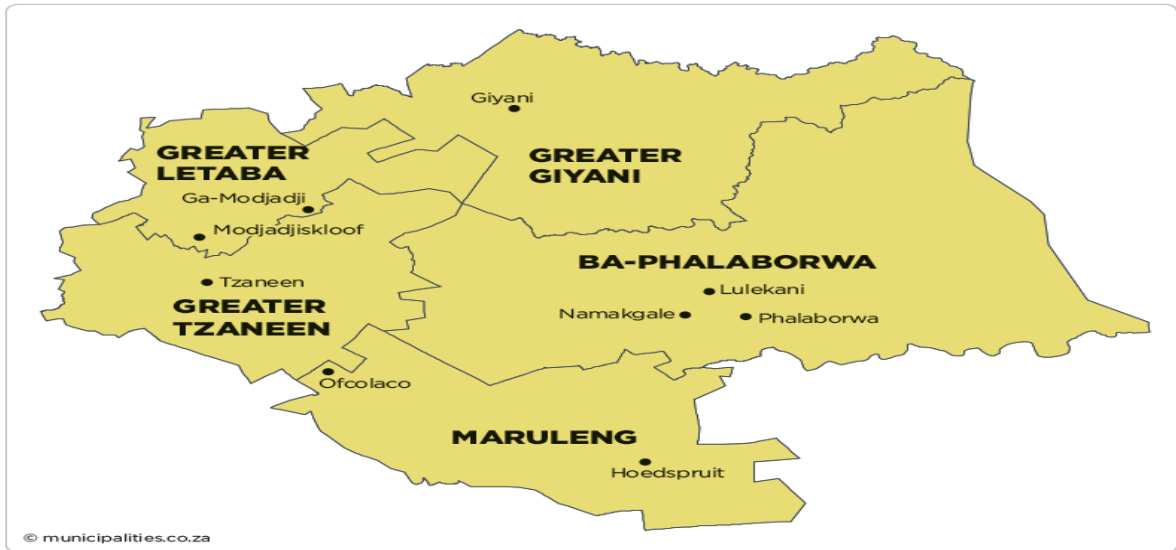 Giyani
GREATER
LETABA
GREATER
GIYANI
Ga-Modjadji
Modjadjiskloof
BA-PHALABORWA
Tzaneen
Lulekani
GREATER
TZANEEN
Namakgale
Phalaborwa
Ofcolaco
MARULENG
Hoedspruit
© municipalities.co.za